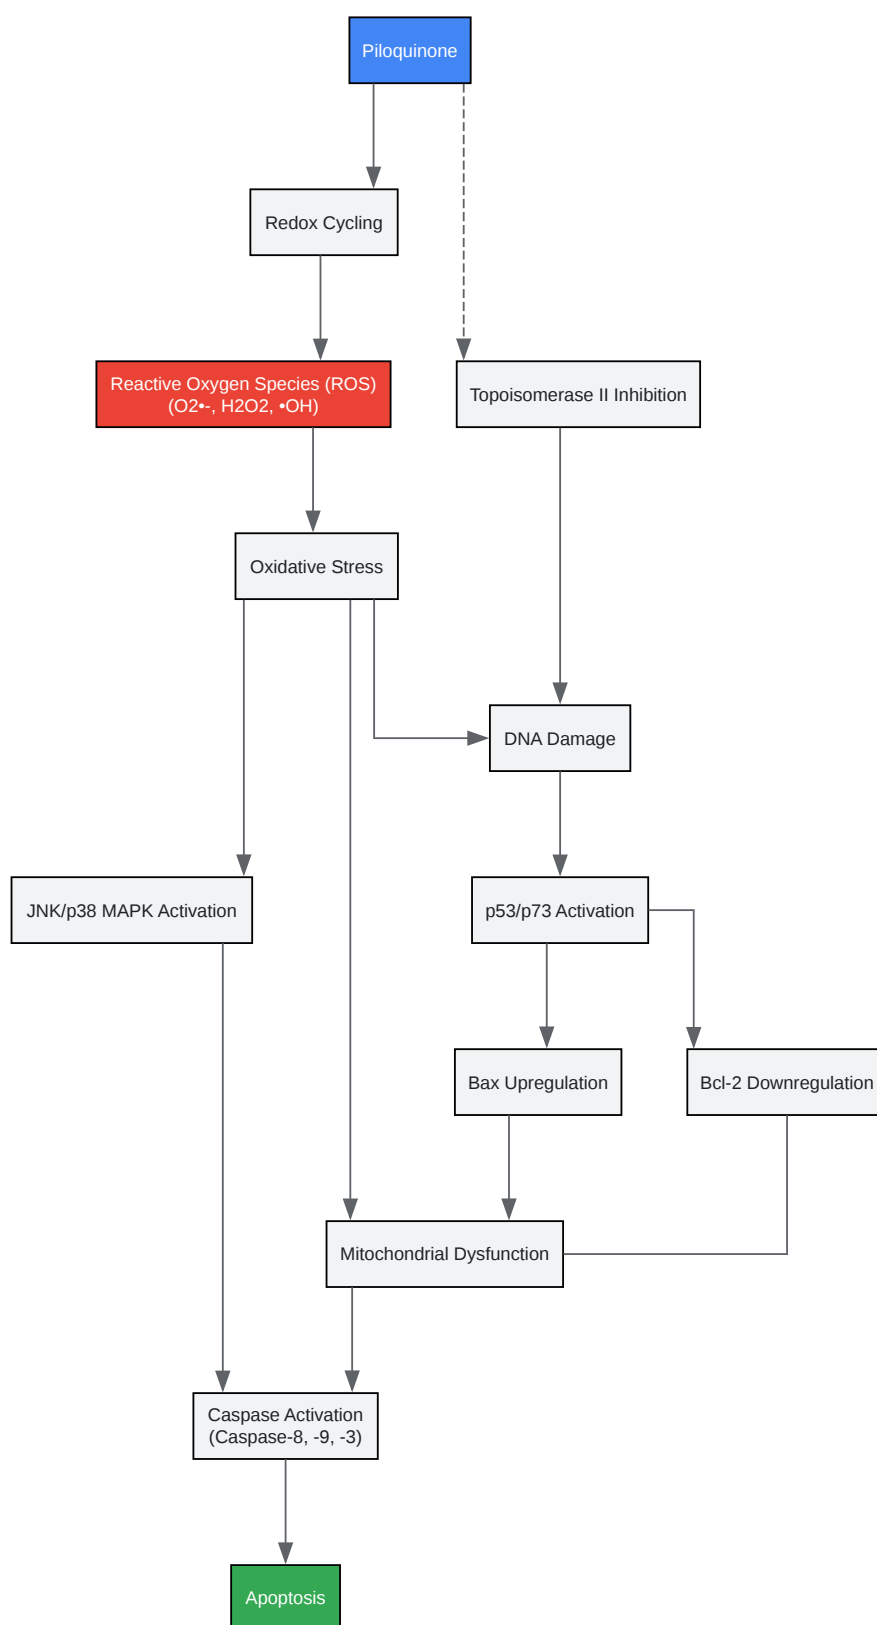 Piloquinone
Redox Cycling
Reactive Oxygen Species (ROS)
(O2•-, H2O2, •OH)
Topoisomerase II Inhibition
Oxidative Stress
DNA Damage
JNK/p38 MAPK Activation
p53/p73 Activation
Bax Upregulation
Bcl-2 Downregulation
Mitochondrial Dysfunction
Caspase Activation
(Caspase-8, -9, -3)
Apoptosis